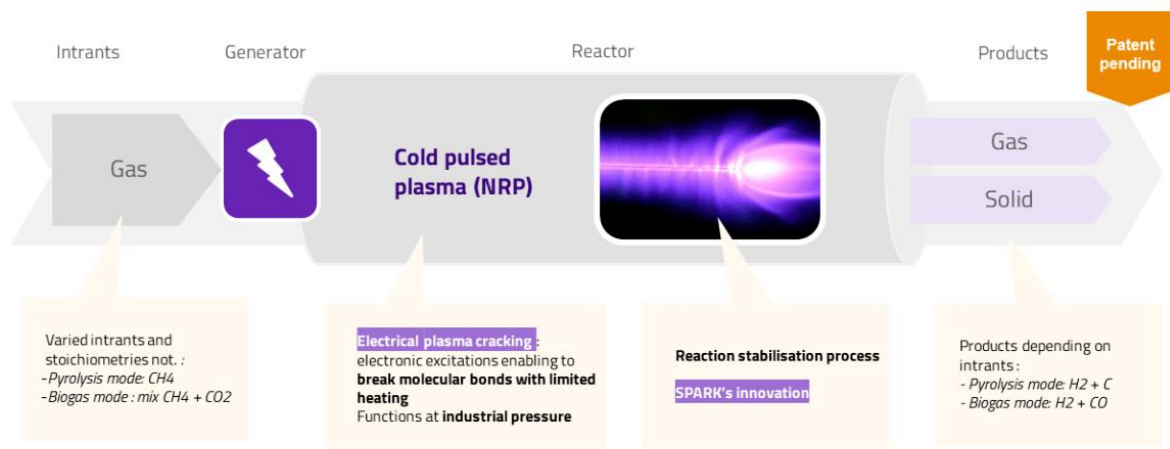 Intrants
Generator
Reactor
Products
Patent
pending
Gas
Cold pulsed
plasma (NRP)
Gas
Solid
Varied intrants and
stoichiometries not. :
-Pyrolysis mode: CH4
-Biogas mode : mix CH4 + CO2
Electrical plasma cracking :
electronic excitations enabling to
break molecular bonds with limited
heating
Functions at industrial pressure
Reaction stabilisation process
SPARK's innovation
Products depending on
intrants :
- Pyrolysis mode: H2 + C
- Biogas mode: H2 + CO